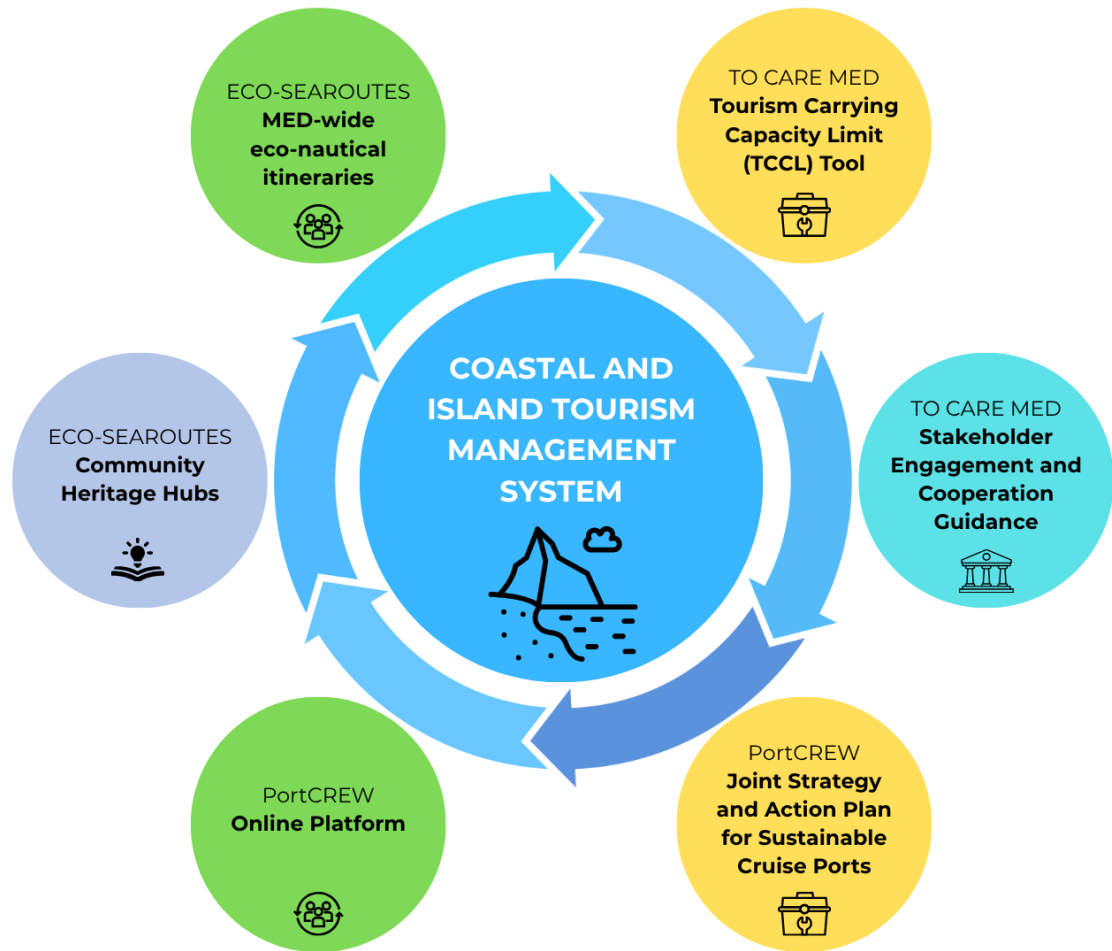 ECO-SEAROUTES
MED-wide
eco-nautical
itineraries
TO CARE MED
Tourism Carrying
Capacity Limit
(TCCL) Tool
COASTAL AND
ISLAND TOURISM
MANAGEMENT
SYSTEM
ECO-SEAROUTES
Community
Heritage Hubs
TO CARE MED
Stakeholder
Engagement and
Cooperation
Guidance
PortCREW
Online Platform
PortCREW
Joint Strategy
and Action Plan
for Sustainable
Cruise Ports